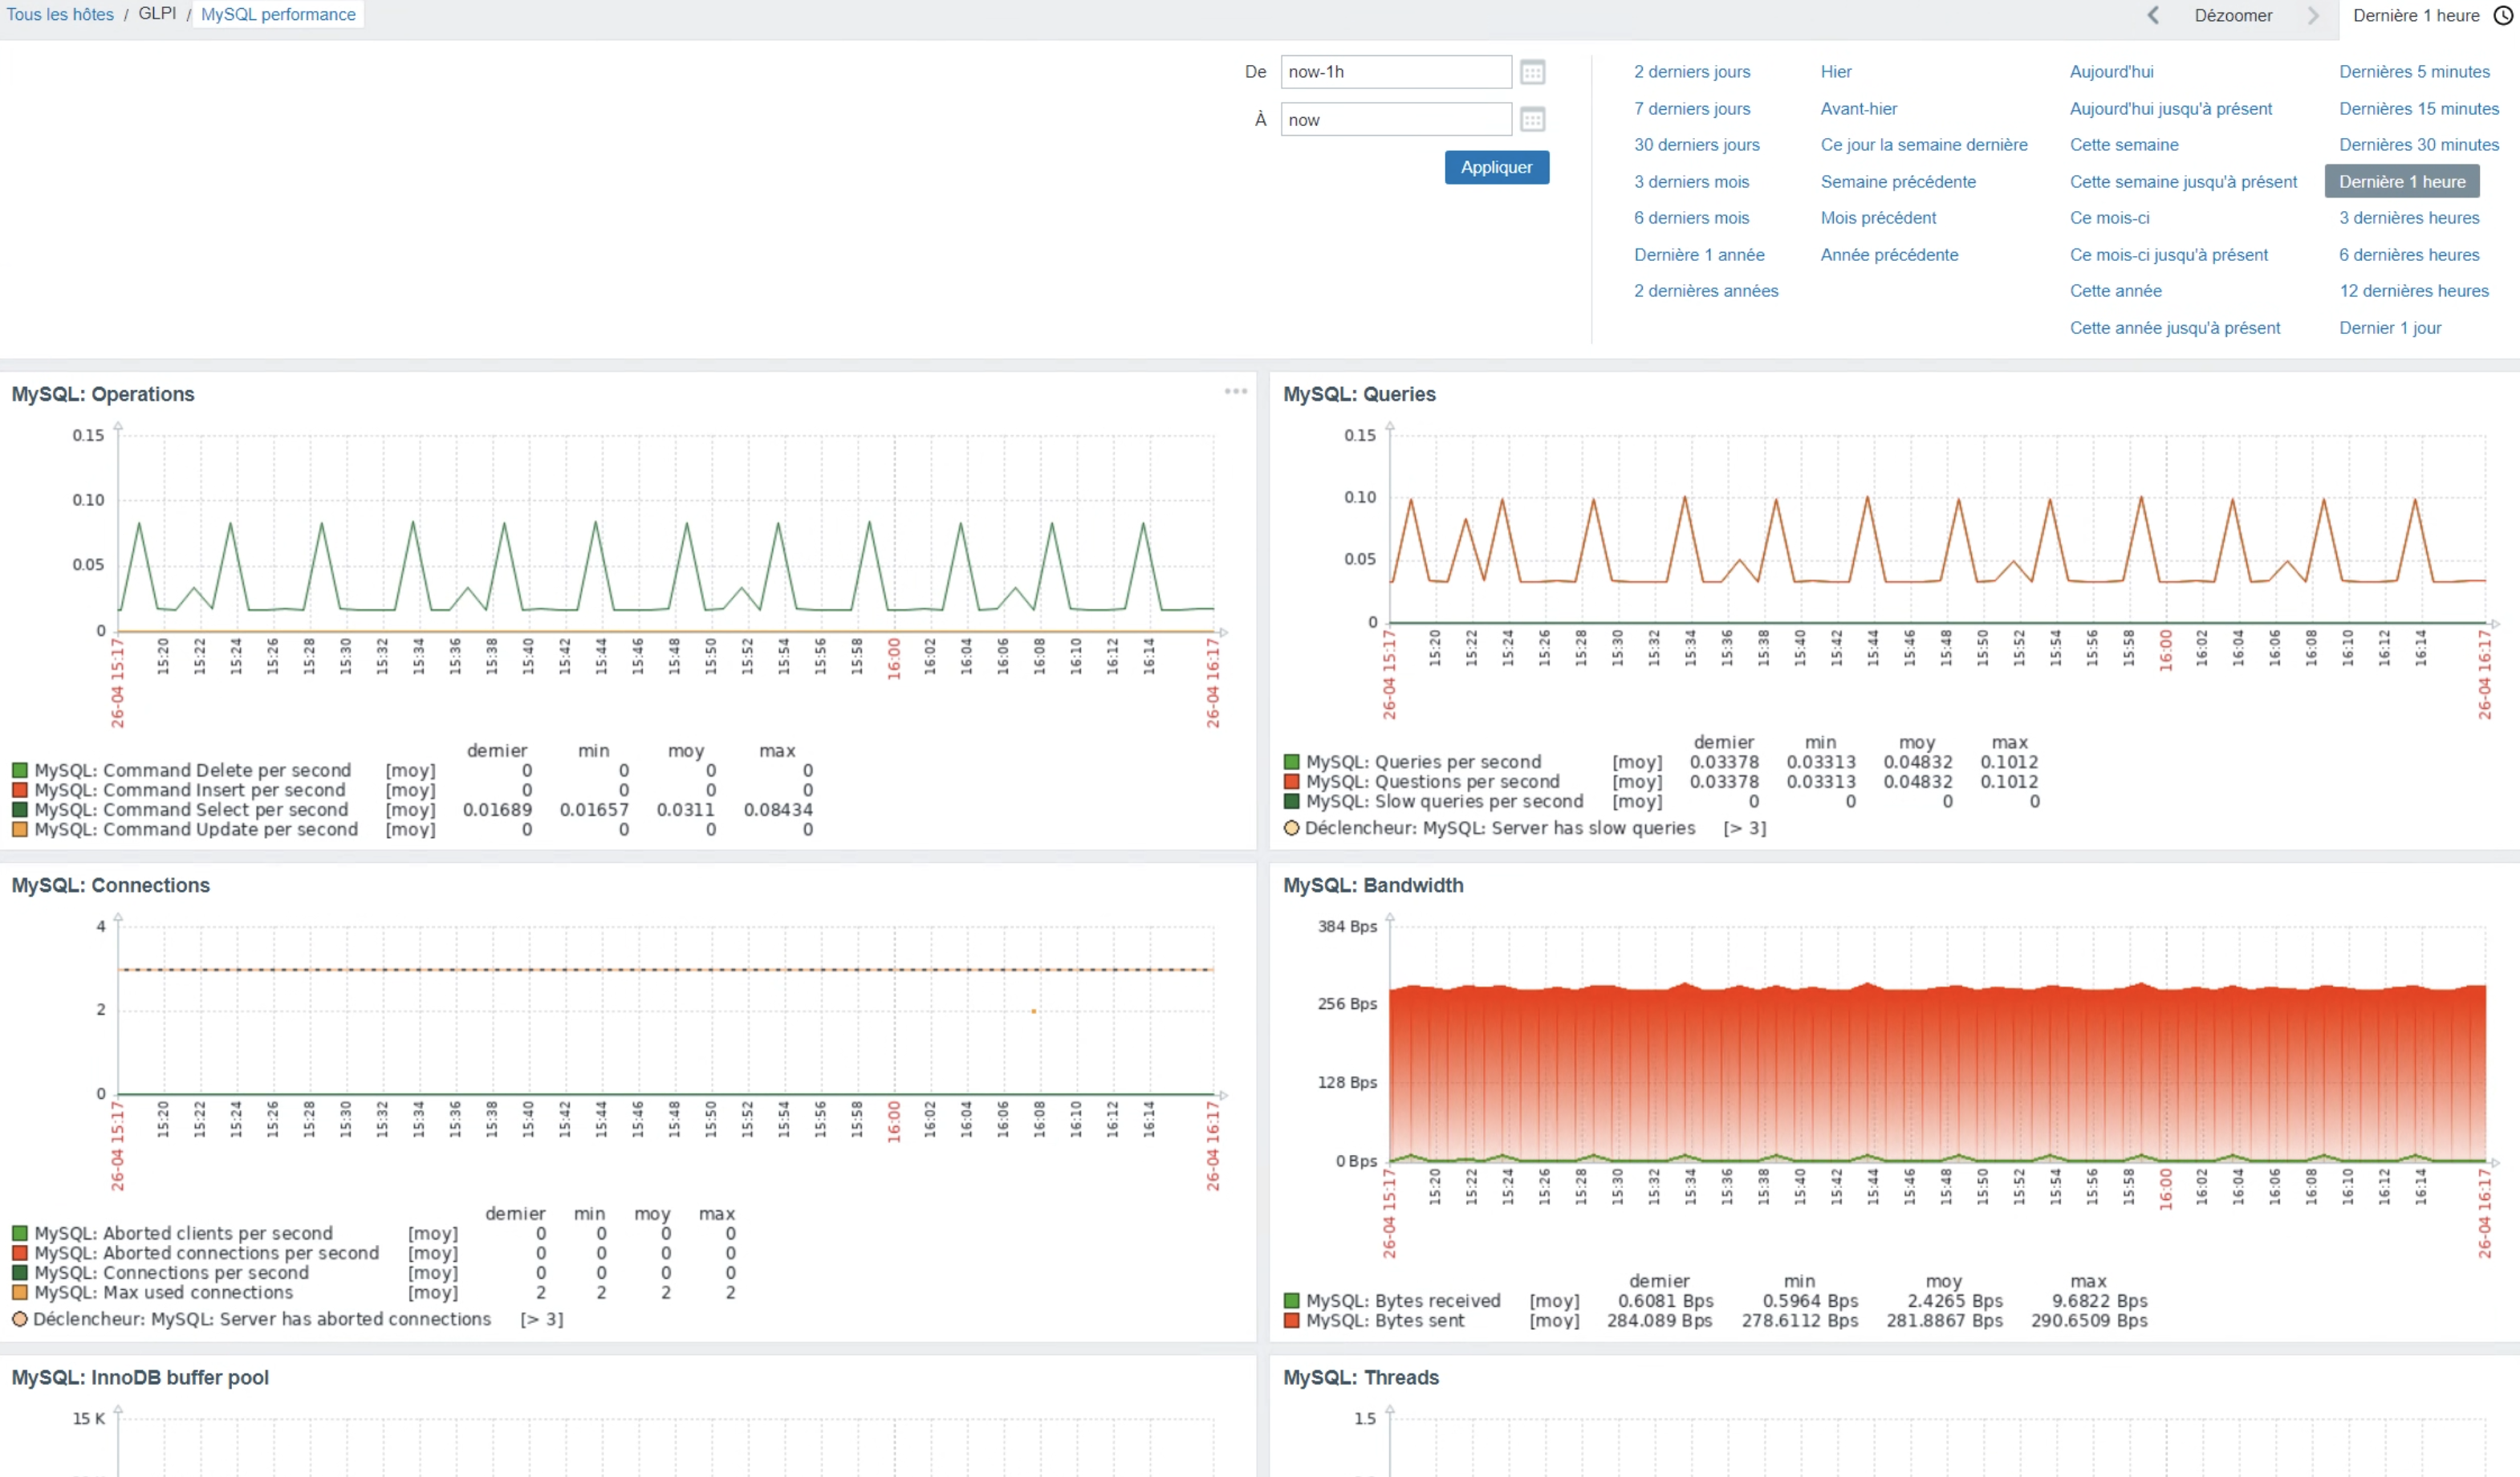 Tous les hôtes / GLPI / MySQL performance
Dézoomer Dernière 1 heure
De now-1h
À now
Appliquer
2 derniers jours Hier Aujourd'hui Dernières 5 minutes
7 derniers jours Avant-hier Aujourd'hui jusqu'à présent Dernières 15 minutes
30 derniers jours Ce jour la semaine dernière Cette semaine Dernières 30 minutes
3 derniers mois Semaine précédente Cette semaine jusqu'à présent Dernière 1 heure
6 derniers mois Mois précédent Ce mois-ci 3 dernières heures
Dernière 1 année Année précédente Ce mois-ci jusqu'à présent 6 dernières heures
2 dernières années Cette année 12 dernières heures
Cette année jusqu'à présent Dernier 1 jour
MySQL: Operations
0.15
0.10
0.05
0
26-04 15:17 15:20 15:22 15:24 15:26 15:28 15:30 15:32 15:34 15:36 15:38 15:40 15:42 15:44 15:46 15:48 15:50 15:52 15:54 15:56 15:58 16:00 16:02 16:04 16:06 16:08 16:10 16:12 16:14 26-04 16:17
dernier min moy max
MySQL: Command Delete per second [moy] 0 0 0 0
MySQL: Command Insert per second [moy] 0 0 0 0
MySQL: Command Select per second [moy] 0.01689 0.01657 0.0311 0.08434
MySQL: Command Update per second [moy] 0 0 0 0
MySQL: Queries
0.15
0.10
0.05
0
26-04 15:17 15:20 15:22 15:24 15:26 15:28 15:30 15:32 15:34 15:36 15:38 15:40 15:42 15:44 15:46 15:48 15:50 15:52 15:54 15:56 15:58 16:00 16:02 16:04 16:06 16:08 16:10 16:12 16:14 26-04 16:17
dernier min moy max
MySQL: Queries per second [moy] 0.03378 0.03313 0.04832 0.1012
MySQL: Questions per second [moy] 0.03378 0.03313 0.04832 0.1012
MySQL: Slow queries per second [moy] 0 0 0 0
Déclencheur: MySQL: Server has slow queries [> 3]
MySQL: Connections
4
2
0
26-04 15:17 15:20 15:22 15:24 15:26 15:28 15:30 15:32 15:34 15:36 15:38 15:40 15:42 15:44 15:46 15:48 15:50 15:52 15:54 15:56 15:58 16:00 16:02 16:04 16:06 16:08 16:10 16:12 16:14 26-04 16:17
dernier min moy max
MySQL: Aborted clients per second [moy] 0 0 0 0
MySQL: Aborted connections per second [moy] 0 0 0 0
MySQL: Connections per second [moy] 0 0 0 0
MySQL: Max used connections [moy] 2 2 2 2
Déclencheur: MySQL: Server has aborted connections [> 3]
MySQL: Bandwidth
384 Bps
256 Bps
128 Bps
0 Bps
26-04 15:17 15:20 15:22 15:24 15:26 15:28 15:30 15:32 15:34 15:36 15:38 15:40 15:42 15:44 15:46 15:48 15:50 15:52 15:54 15:56 15:58 16:00 16:02 16:04 16:06 16:08 16:10 16:12 16:14 26-04 16:17
dernier min moy max
MySQL: Bytes received [moy] 0.6081 Bps 0.5964 Bps 2.4265 Bps 9.6822 Bps
MySQL: Bytes sent [moy] 284.089 Bps 278.6112 Bps 281.8867 Bps 290.6509 Bps
MySQL: InnoDB buffer pool
15 K
MySQL: Threads
1.5